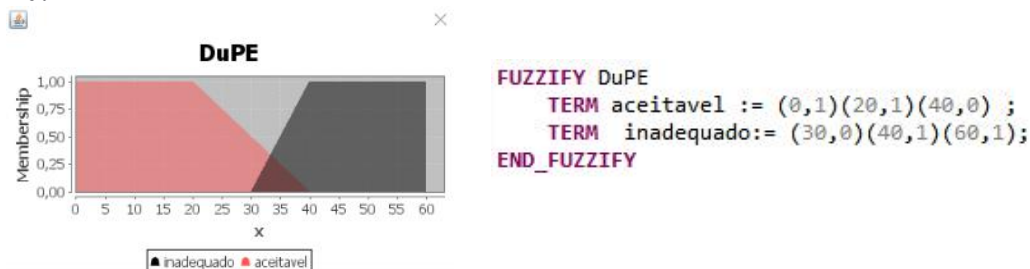 DuPE
1,00
0,75
0,50
0,25
0,00
Membership
0 5 10 15 20 25 30 35 40 45 50 55 60
x
inadequado aceitavel
FUZZIFY DuPE
TERM aceitavel := (0,1)(20,1)(40,0) ;
TERM inadequado:= (30,0)(40,1)(60,1);
END_FUZZIFY